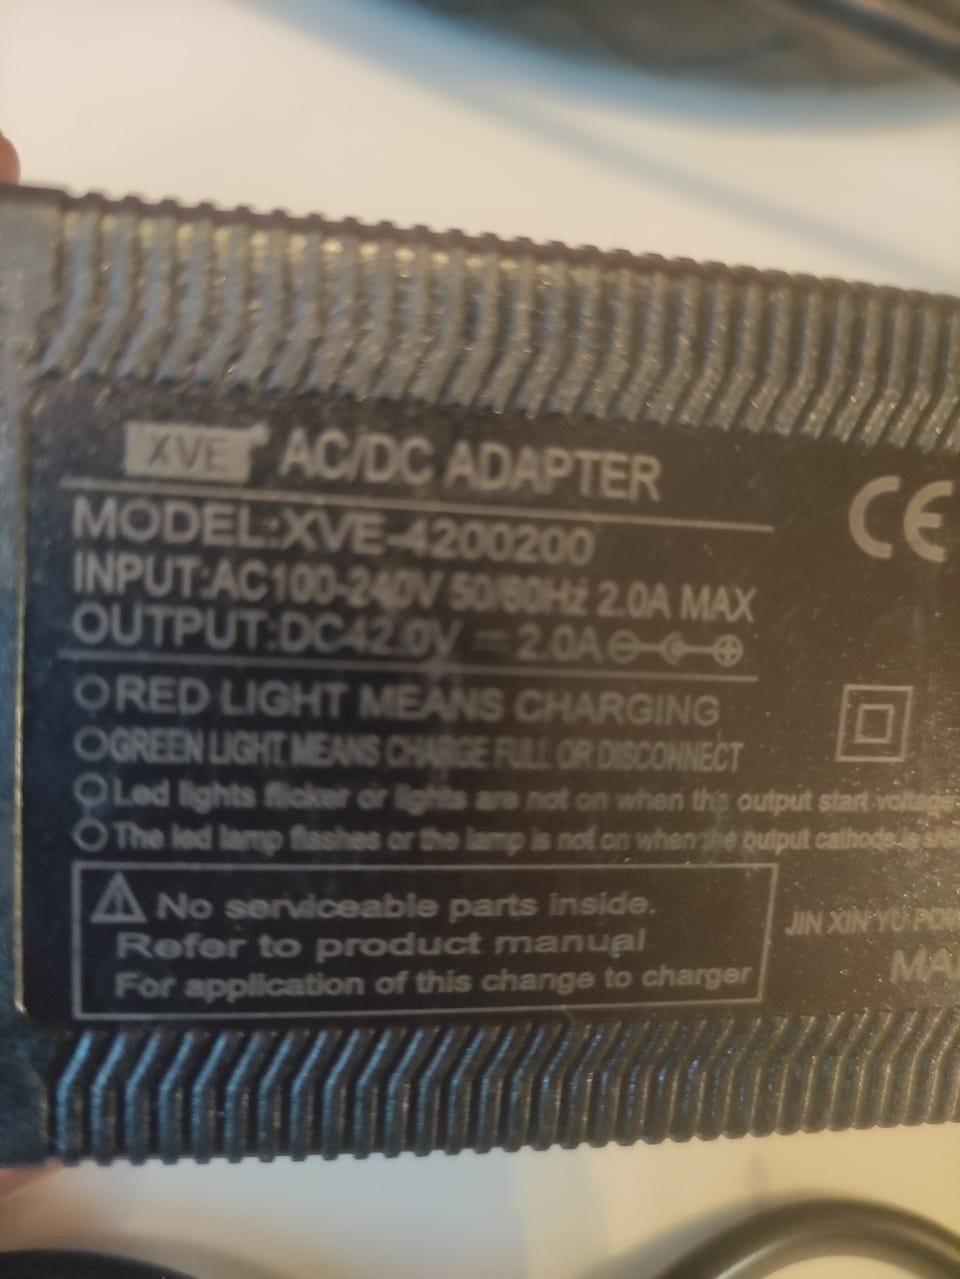 XVE AC/DC ADAPTER
CE
MODEL:XVE-4200200
INPUT:AC100-240V 50/60Hz 2.0A MAX
OUTPUT:DC42.0V 2.0A
RED LIGHT MEANS CHARGING
GREEN LIGHT MEANS CHARGE FULL OR DISCONNECT
Led lights flicker or lights are not on when the output start voltage
The led lamp flashes or the lamp is not on when the output cathode is
No serviceable parts inside.
Refer to product manual
For application of this change to charger
JIN XIN YU